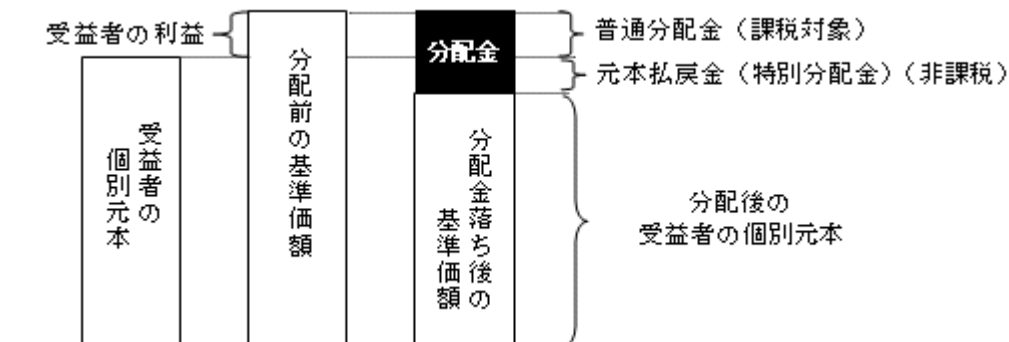 受益者の利益
普通分配金（課税対象）
分配金
元本払戻金（特別分配金）（非課税）
受益者の
個別元本
分配前の基準価額
分配金落ち後の
基準価額
分配後の
受益者の個別元本